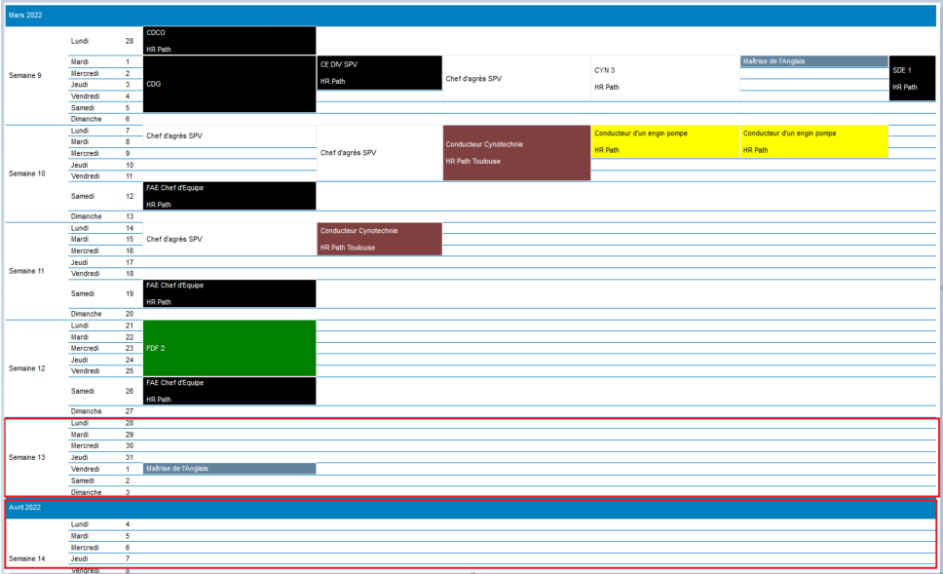 Mars 2022
Semaine 9
Lundi 28 CDCO
HR Path
Mardi 1 CDG CE DIV SPV Chef d'agrès SPV CYN 3 Maîtrise de l'Anglais SDE 1
Mercredi 2 HR Path HR Path HR Path
Jeudi 3
Vendredi 4
Samedi 5
Dimanche 6
Semaine 10
Lundi 7 Chef d'agrès SPV Chef d'agrès SPV Conducteur Cynotechnie Conducteur d'un engin pompe Conducteur d'un engin pompe
Mardi 8 HR Path Toulouse HR Path HR Path
Mercredi 9
Jeudi 10
Vendredi 11
Samedi 12 FAE Chef d'Equipe
HR Path
Dimanche 13
Semaine 11
Lundi 14 Chef d'agrès SPV Conducteur Cynotechnie
Mardi 15 HR Path Toulouse
Mercredi 16
Jeudi 17
Vendredi 18
Samedi 19 FAE Chef d'Equipe
HR Path
Dimanche 20
Semaine 12
Lundi 21 FDF 2
Mardi 22
Mercredi 23
Jeudi 24
Vendredi 25
Samedi 26 FAE Chef d'Equipe
HR Path
Dimanche 27
Semaine 13
Lundi 28
Mardi 29
Mercredi 30
Jeudi 31
Vendredi 1 Maîtrise de l'Anglais
Samedi 2
Dimanche 3
Avril 2022
Semaine 14
Lundi 4
Mardi 5
Mercredi 6
Jeudi 7
Vendredi 8